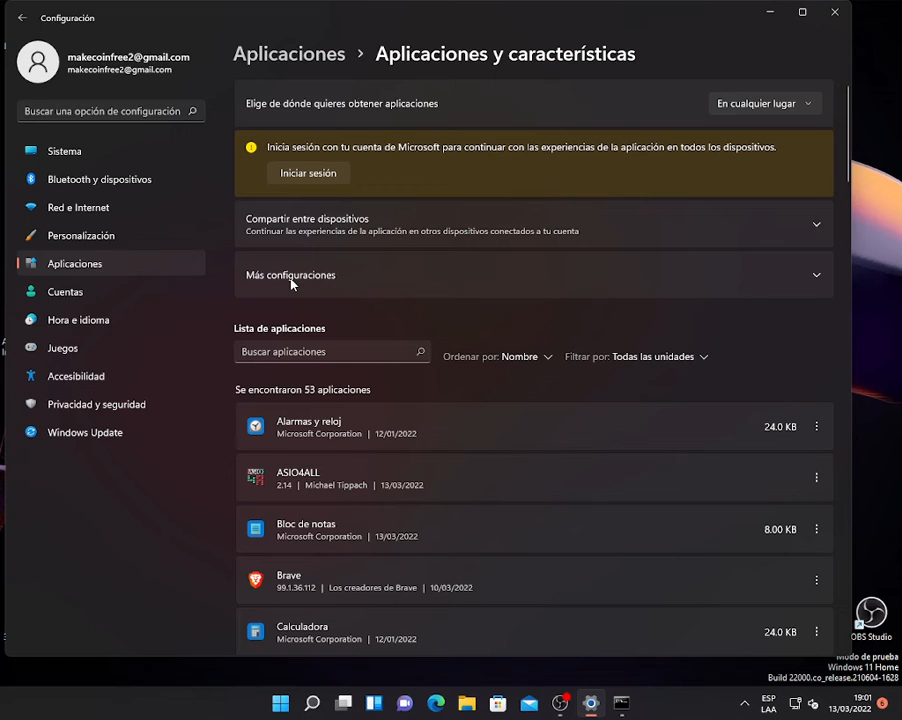 Configuración
makecoinfree2@gmail.com
makecoinfree2@gmail.com
Buscar una opción de configuración
Sistema
Bluetooth y dispositivos
Red e Internet
Personalización
Aplicaciones
Cuentas
Hora e idioma
Juegos
Accesibilidad
Privacidad y seguridad
Windows Update
Aplicaciones > Aplicaciones y características
Elige de dónde quieres obtener aplicaciones
En cualquier lugar
Inicia sesión con tu cuenta de Microsoft para continuar con las experiencias de la aplicación en todos los dispositivos.
Iniciar sesión
Compartir entre dispositivos
Continuar las experiencias de la aplicación en otros dispositivos conectados a tu cuenta
Más configuraciones
Lista de aplicaciones
Buscar aplicaciones
Ordenar por: Nombre
Filtrar por: Todas las unidades
Se encontraron 53 aplicaciones
Alarmas y reloj
Microsoft Corporation | 12/01/2022
24.0 KB
ASIO4ALL
2.14 | Michael Tippach | 13/03/2022
Bloc de notas
Microsoft Corporation | 13/03/2022
8.00 KB
Brave
99.1.36.112 | Los creadores de Brave | 10/03/2022
Calculadora
Microsoft Corporation | 12/01/2022
24.0 KB
OBS Studio
Modo de prueba
Windows 11 Home
Build 22000.co_release.210604-1628
ESP
LAA
19:01
13/03/2022
6